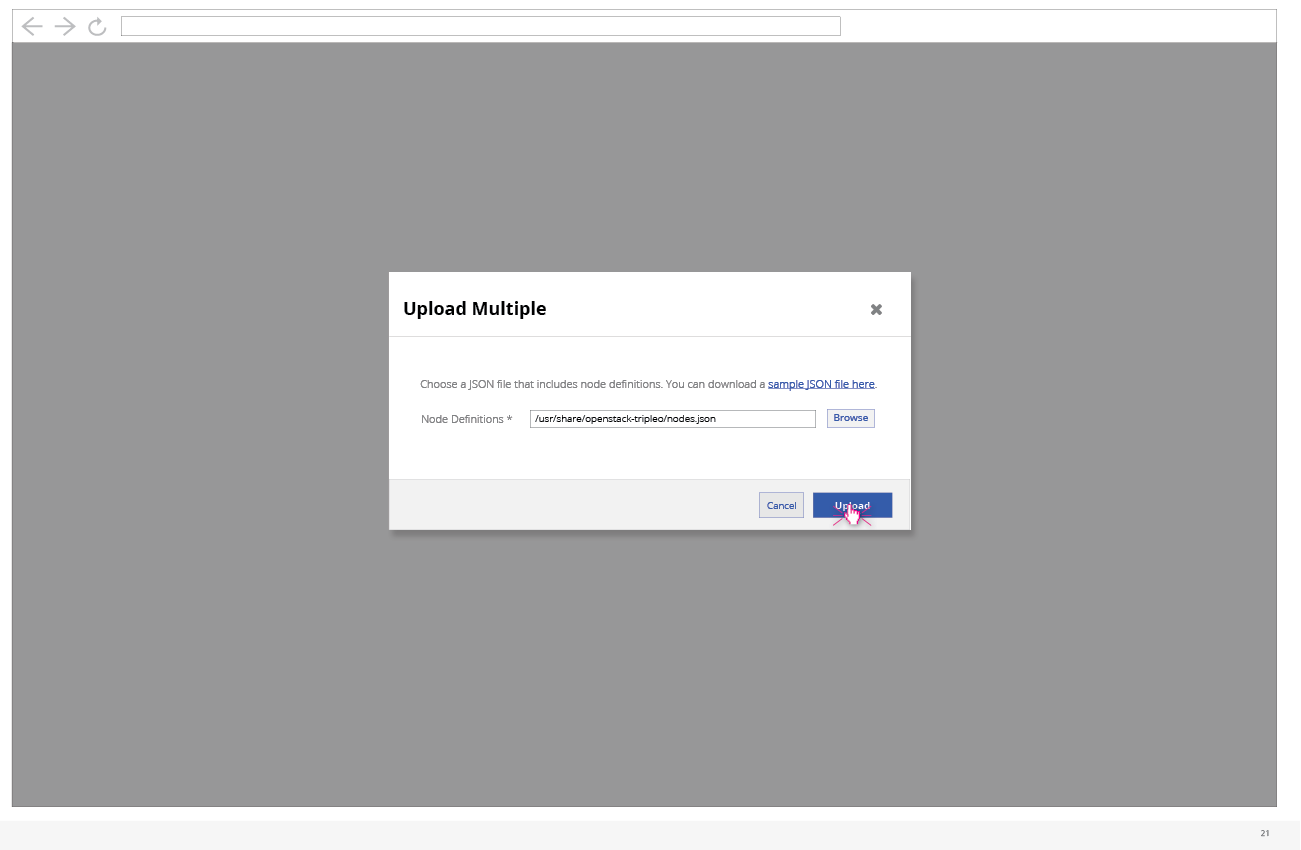 Upload Multiple
Choose a JSON file that includes node definitions. You can download a sample JSON file here.
Node Definitions * /usr/share/openstack-tripleo/nodes.json Browse
Cancel Upload
21